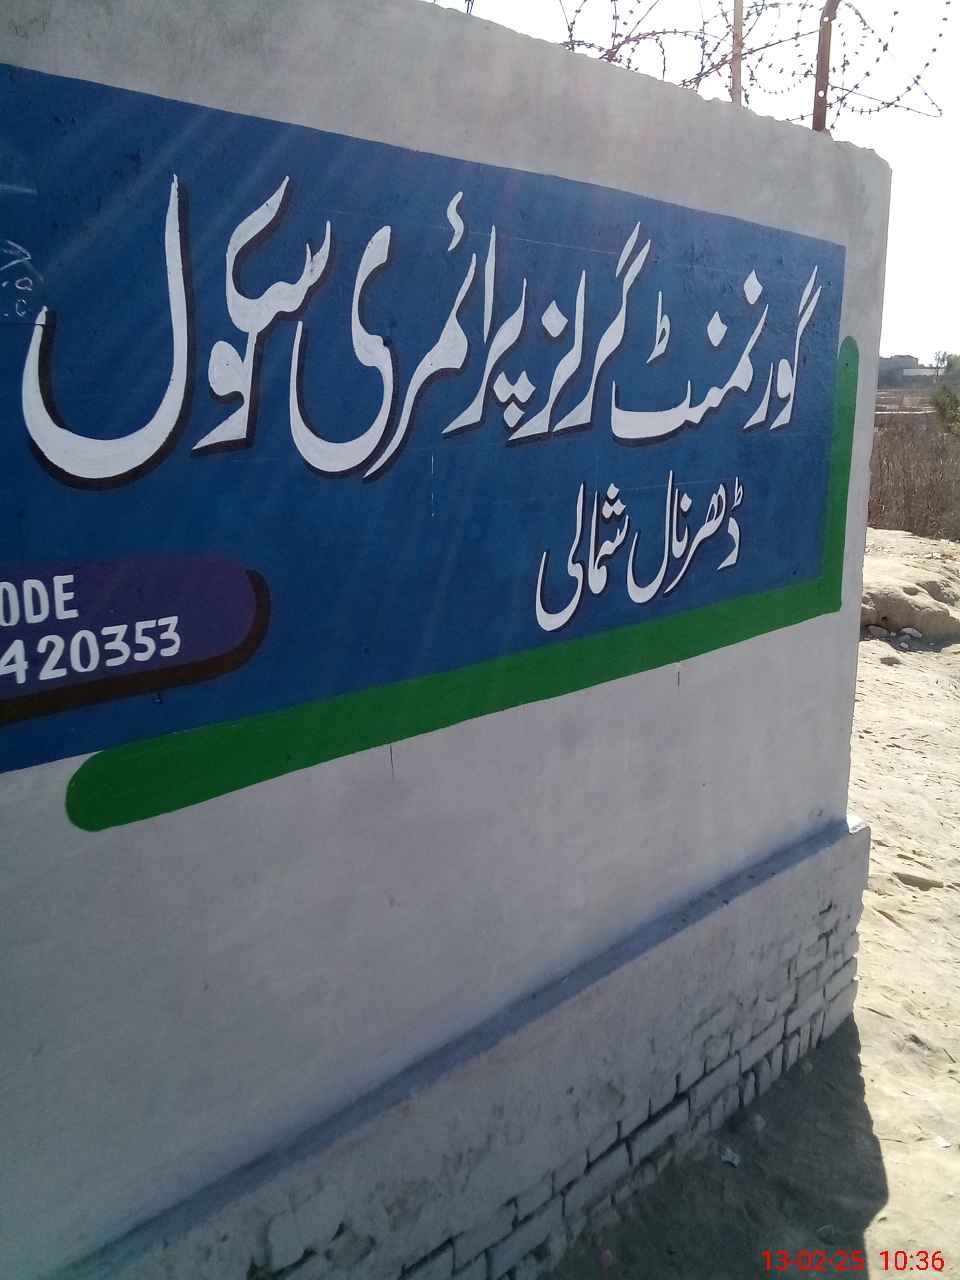 گورنمنٹ گرلز پرائمری سکول
ڈھرنال شمالی
ODE
420353
13-02-25 10:36